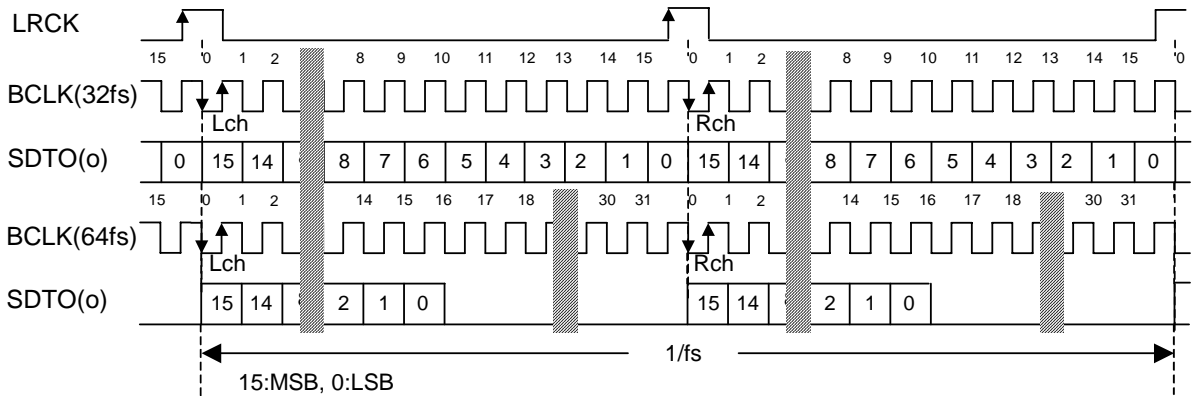 LRCK
15 0 1 2 8 9 10 11 12 13 14 15 0 1 2 8 9 10 11 12 13 14 15 0
BCLK(32fs)
Lch Rch
SDTO(o) 0 15 14 8 7 6 5 4 3 2 1 0 15 14 8 7 6 5 4 3 2 1 0
15 0 1 2 14 15 16 17 18 30 31 0 1 2 14 15 16 17 18 30 31
BCLK(64fs)
Lch Rch
SDTO(o) 15 14 2 1 0 15 14 2 1 0
1/fs
15:MSB, 0:LSB